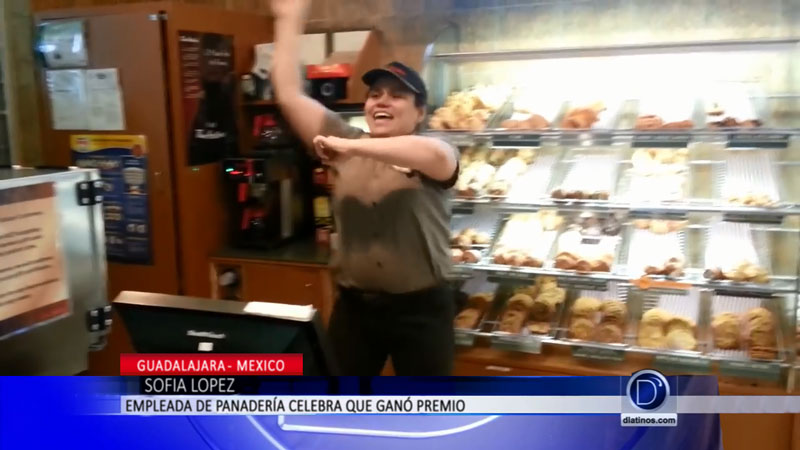 GUADALAJARA - MEXICO
SOFIA LOPEZ
EMPLEADA DE PANADERÍA CELEBRA QUE GANÓ PREMIO
D
dlatinos.com